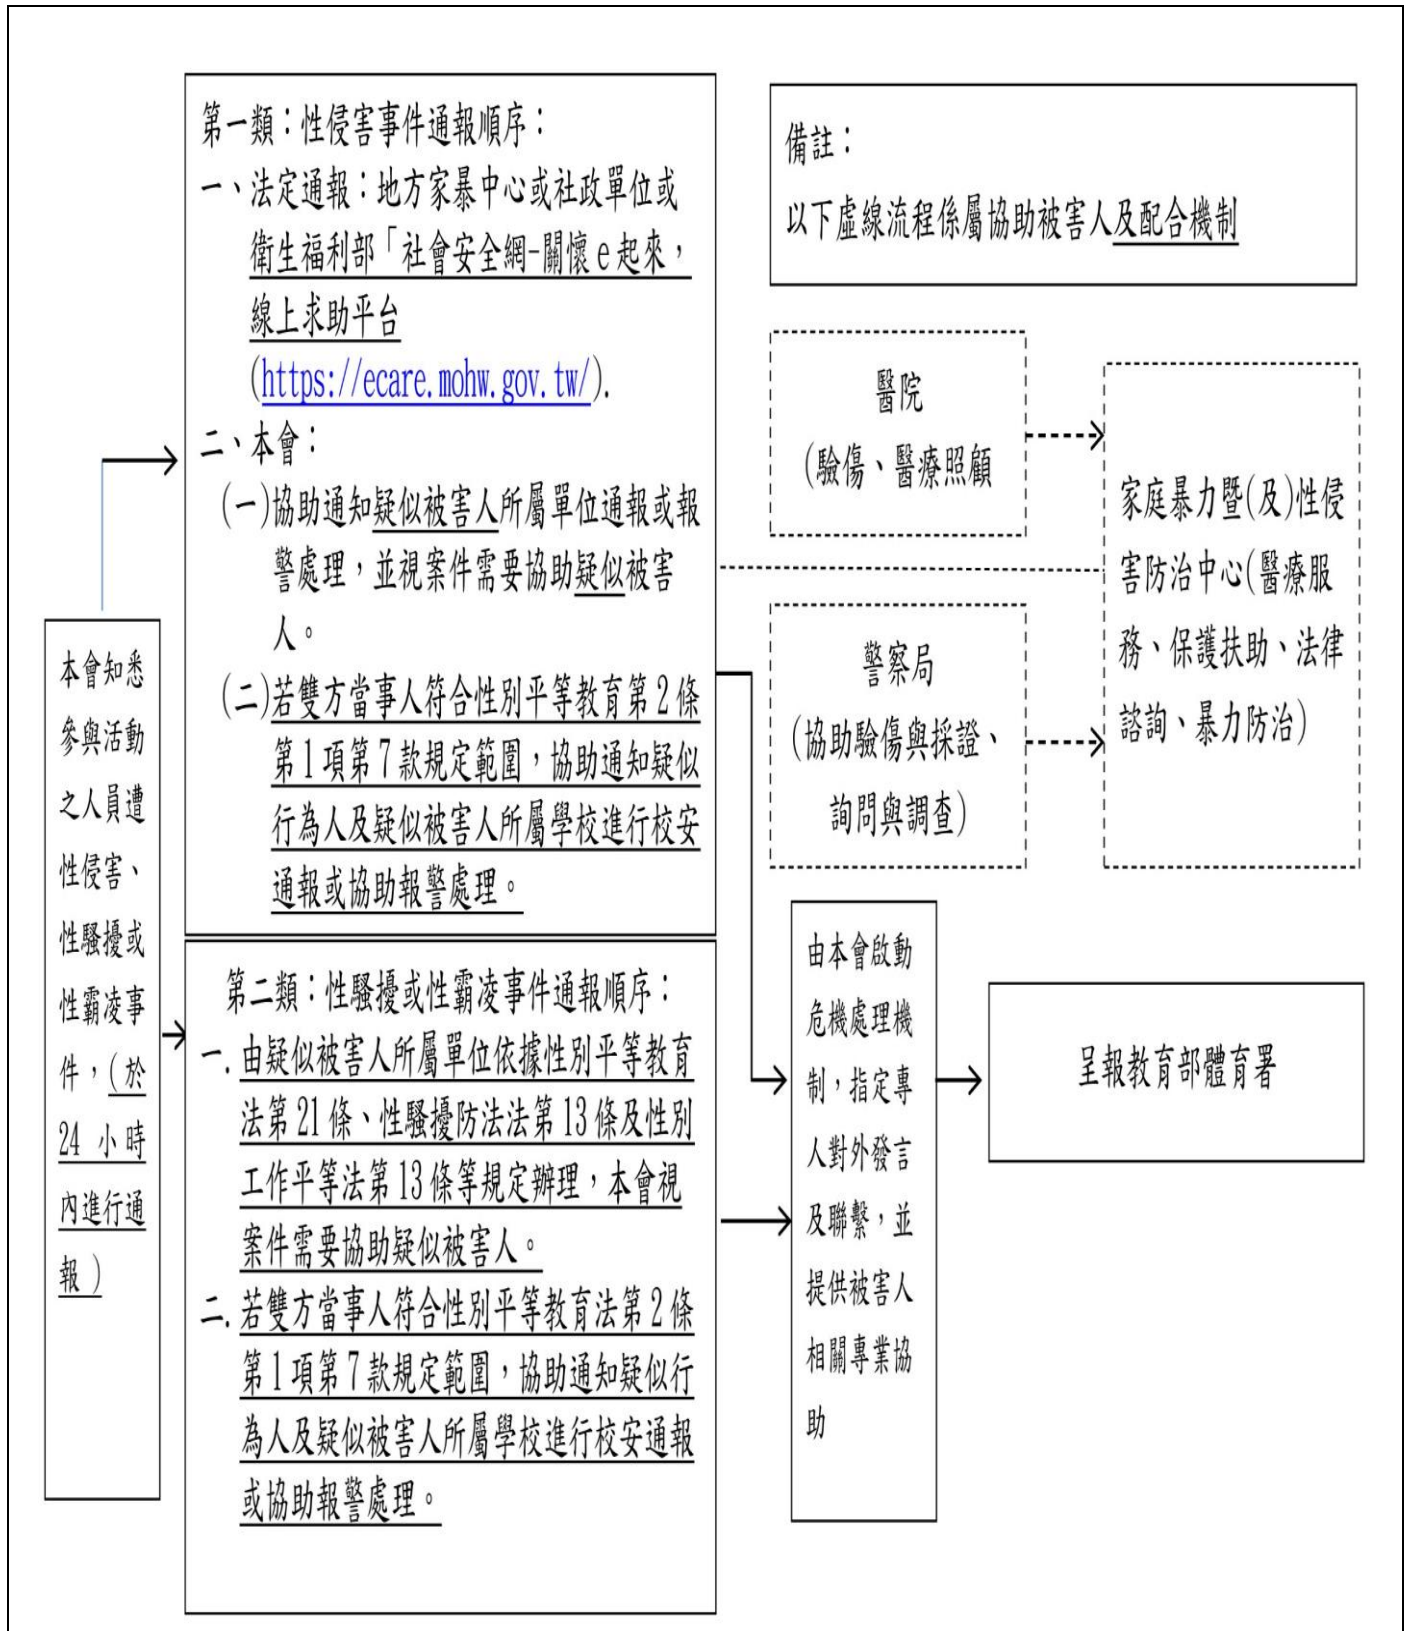 本會知悉
參與活動
之人員遭
性侵害、
性騷擾或
性霸凌事
件，(於
24 小時
內進行通
報）
第一類：性侵害事件通報順序：
一、法定通報：地方家暴中心或社政單位或
衛生福利部「社會安全網-關懷 e 起來，
線上求助平台
(https://ecare.mohw.gov.tw/).
二、本會：
(一)協助通知疑似被害人所屬單位通報或報
警處理，並視案件需要協助疑似被害
人。
(二)若雙方當事人符合性別平等教育第 2 條
第 1 項第 7 款規定範圍，協助通知疑似
行為人及疑似被害人所屬學校進行校安
通報或協助報警處理。
第二類：性騷擾或性霸凌事件通報順序：
一. 由疑似被害人所屬單位依據性別平等教育
法第 21 條、性騷擾防法法第 13 條及性別
工作平等法第 13 條等規定辦理，本會視
案件需要協助疑似被害人。
二. 若雙方當事人符合性別平等教育法第 2 條
第 1 項第 7 款規定範圍，協助通知疑似行
為人及疑似被害人所屬學校進行校安通報
或協助報警處理。
備註：
以下虛線流程係屬協助被害人及配合機制
醫院
(驗傷、醫療照顧
警察局
(協助驗傷與採證、
詢問與調查)
家庭暴力暨(及)性侵
害防治中心(醫療服
務、保護扶助、法律
諮詢、暴力防治)
由本會啟動
危機處理機
制，指定專
人對外發言
及聯繫，並
提供被害人
相關專業協
助
呈報教育部體育署